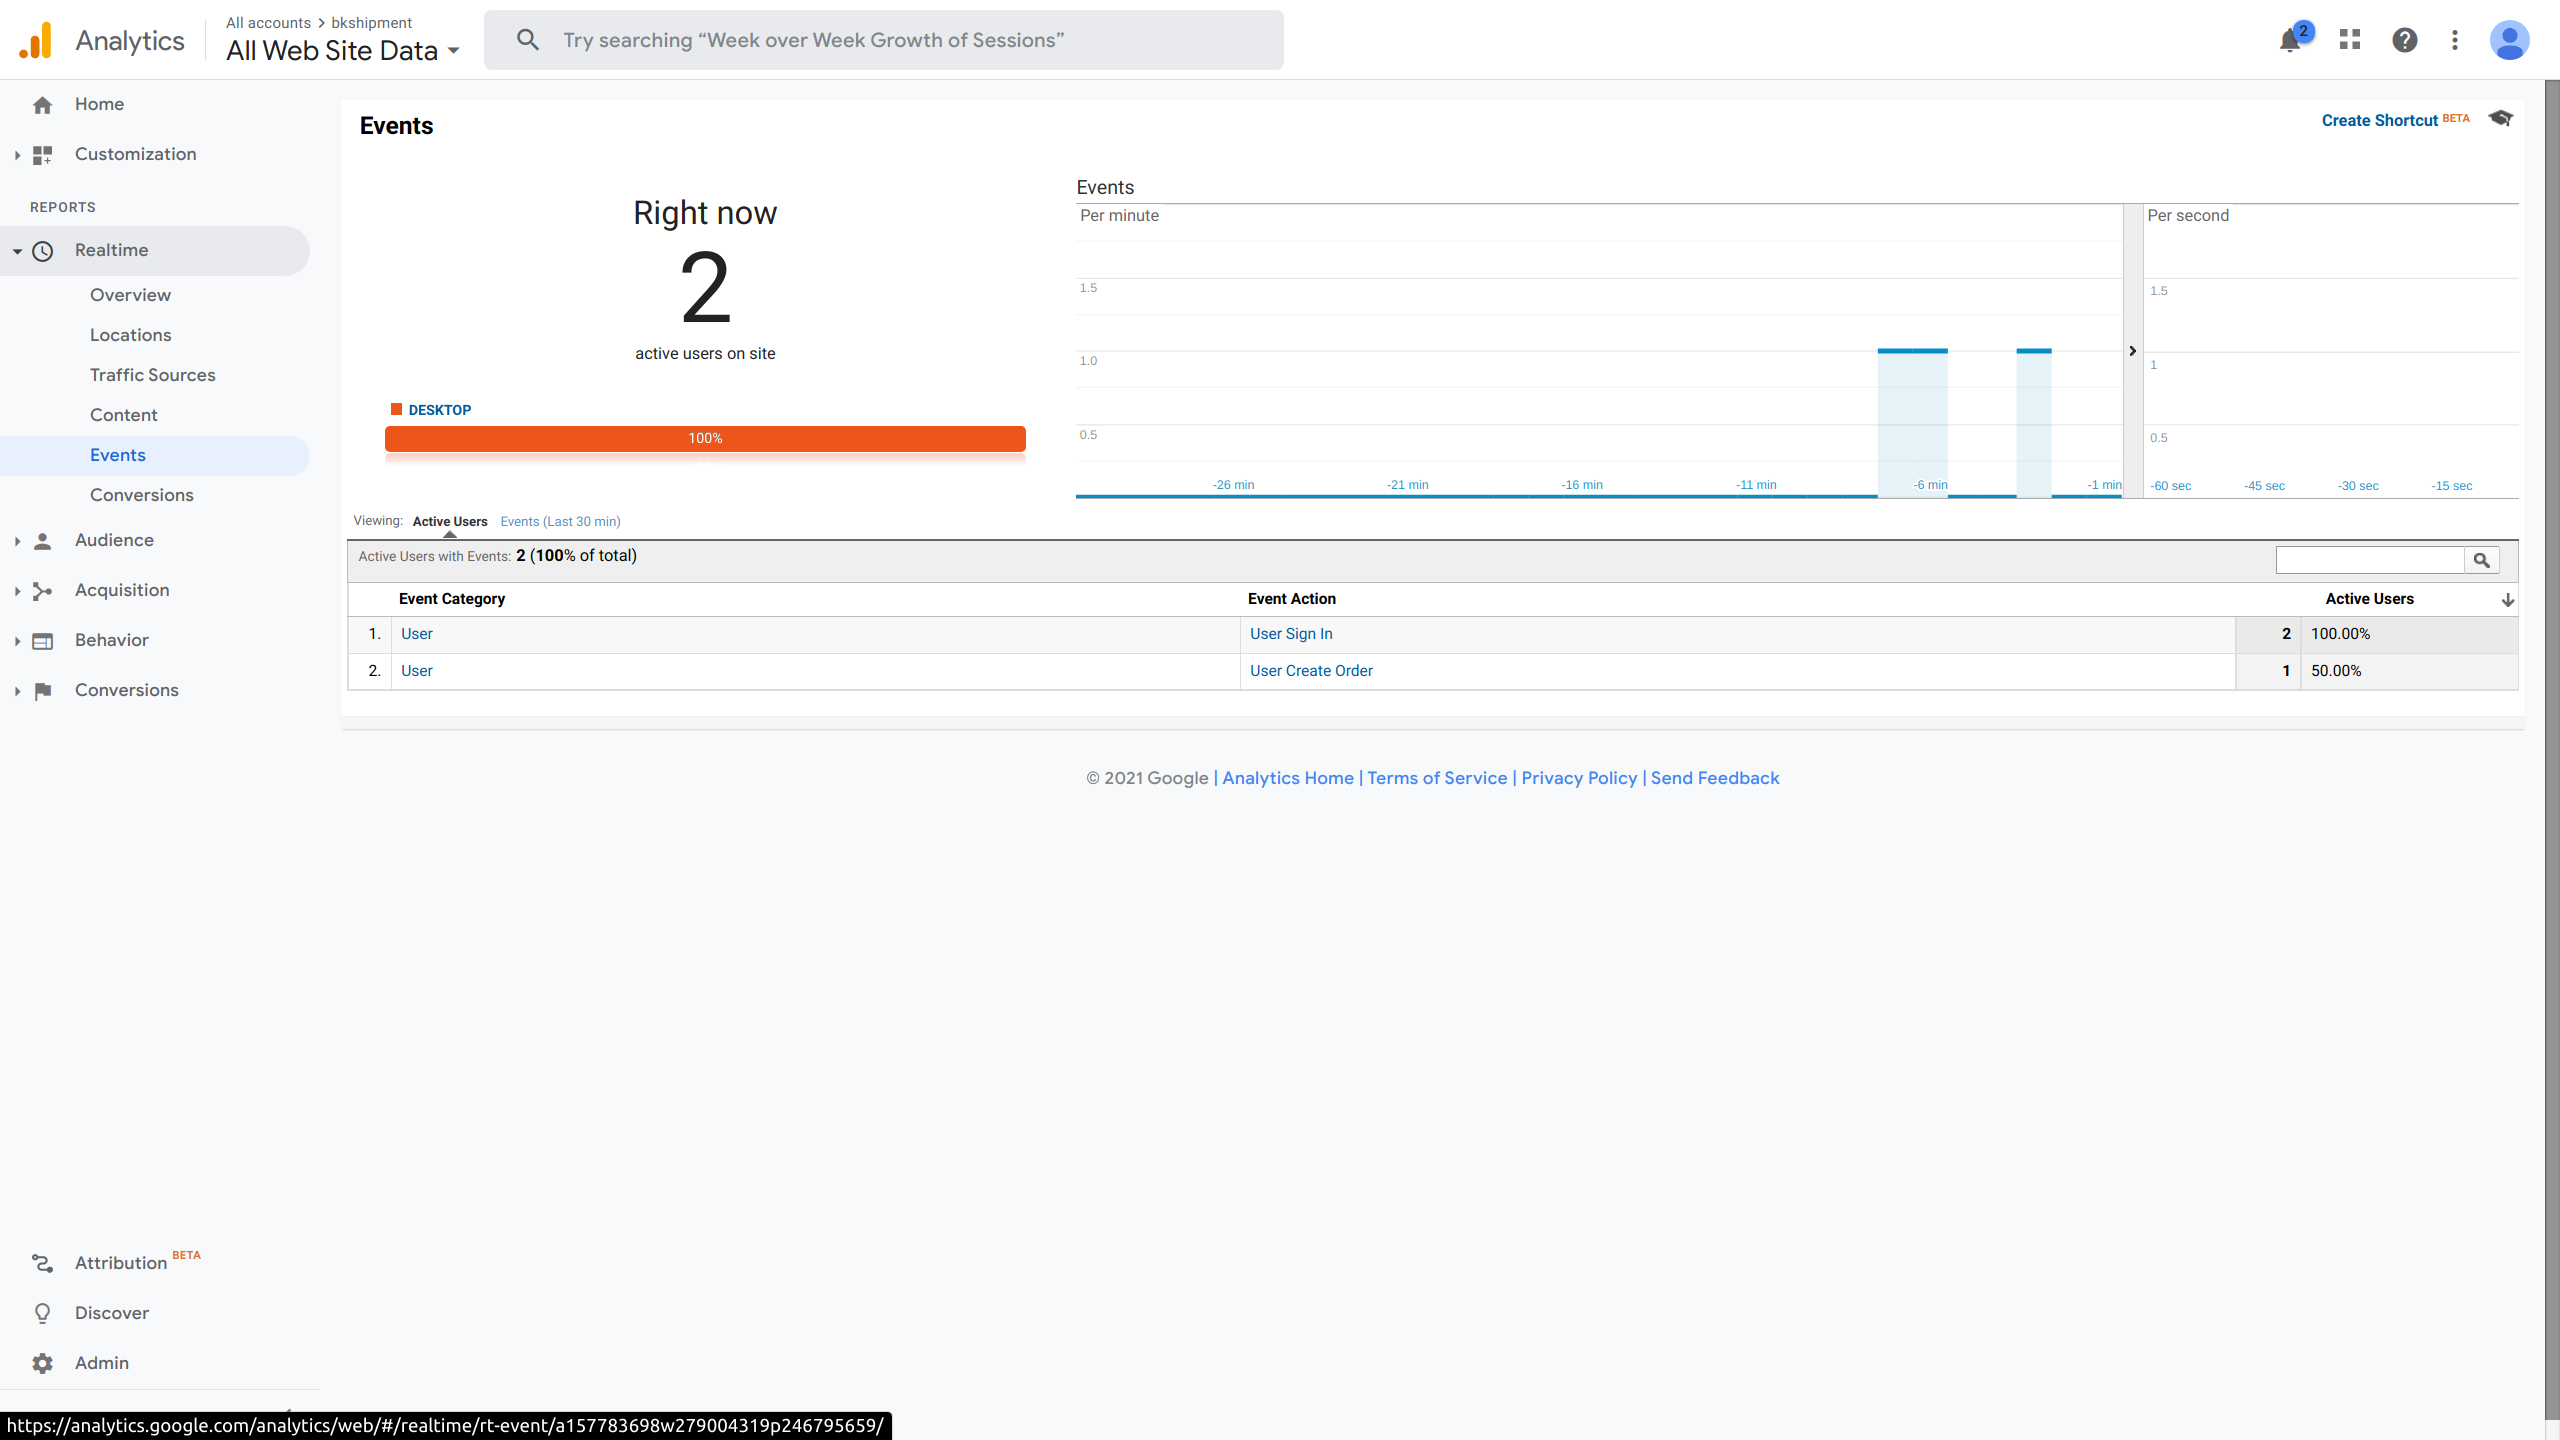 Analytics
All accounts > bkshipment
All Web Site Data
Try searching “Week over Week Growth of Sessions”
2
Home
Customization
REPORTS
Realtime
Overview
Locations
Traffic Sources
Content
Events
Conversions
Audience
Acquisition
Behavior
Conversions
Attribution BETA
Discover
Admin
Events
Create Shortcut BETA
Right now
2
active users on site
DESKTOP
100%
Events
Per minute
1.5
1.0
0.5
-26 min -21 min -16 min -11 min -6 min -1 min
Per second
1.5
1
0.5
-60 sec -45 sec -30 sec -15 sec
Viewing: Active Users Events (Last 30 min)
Active Users with Events: 2 (100% of total)
Event Category Event Action Active Users
1. User User Sign In 2 100.00%
2. User User Create Order 1 50.00%
© 2021 Google | Analytics Home | Terms of Service | Privacy Policy | Send Feedback
https://analytics.google.com/analytics/web/#/realtime/rt-event/a157783698w279004319p246795659/